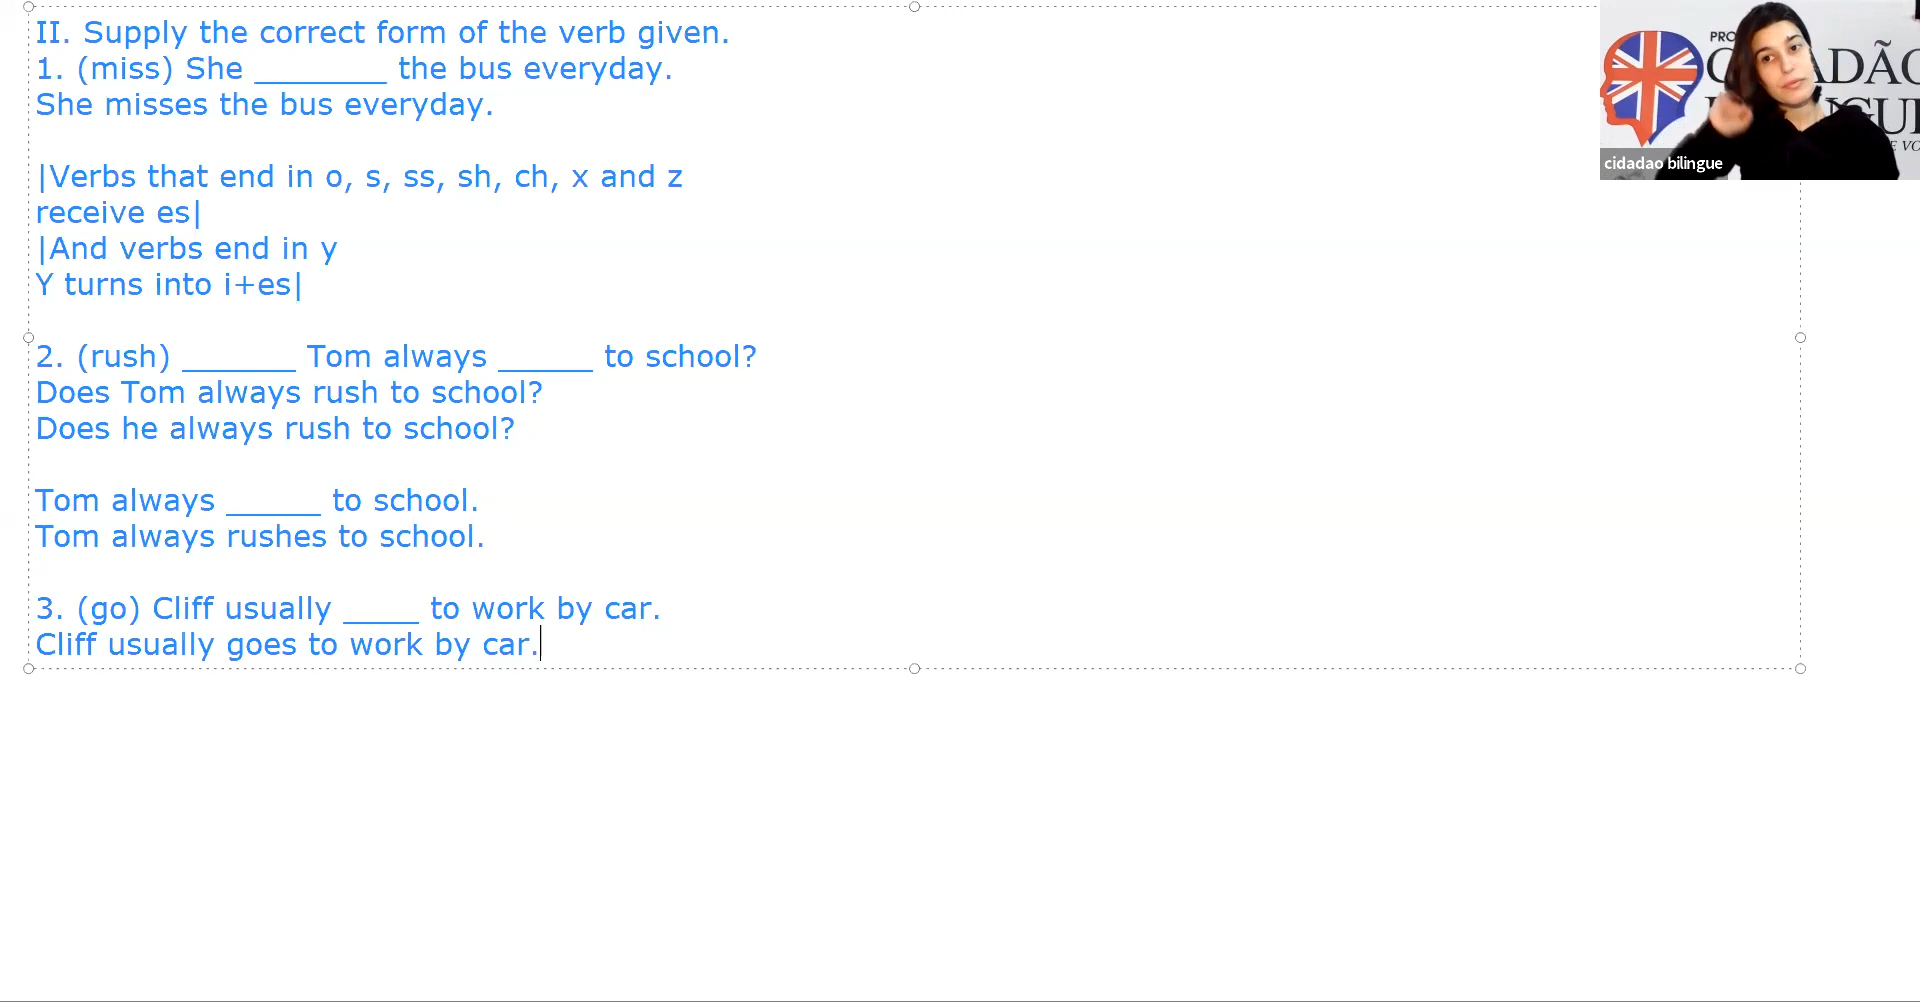 II. Supply the correct form of the verb given.
1. (miss) She _______ the bus everyday.
She misses the bus everyday.
|Verbs that end in o, s, ss, sh, ch, x and z
receive es|
|And verbs end in y
Y turns into i+es|
2. (rush) ______ Tom always _____ to school?
Does Tom always rush to school?
Does he always rush to school?
Tom always _____ to school.
Tom always rushes to school.
3. (go) Cliff usually ____ to work by car.
Cliff usually goes to work by car.
cidadao bilingue